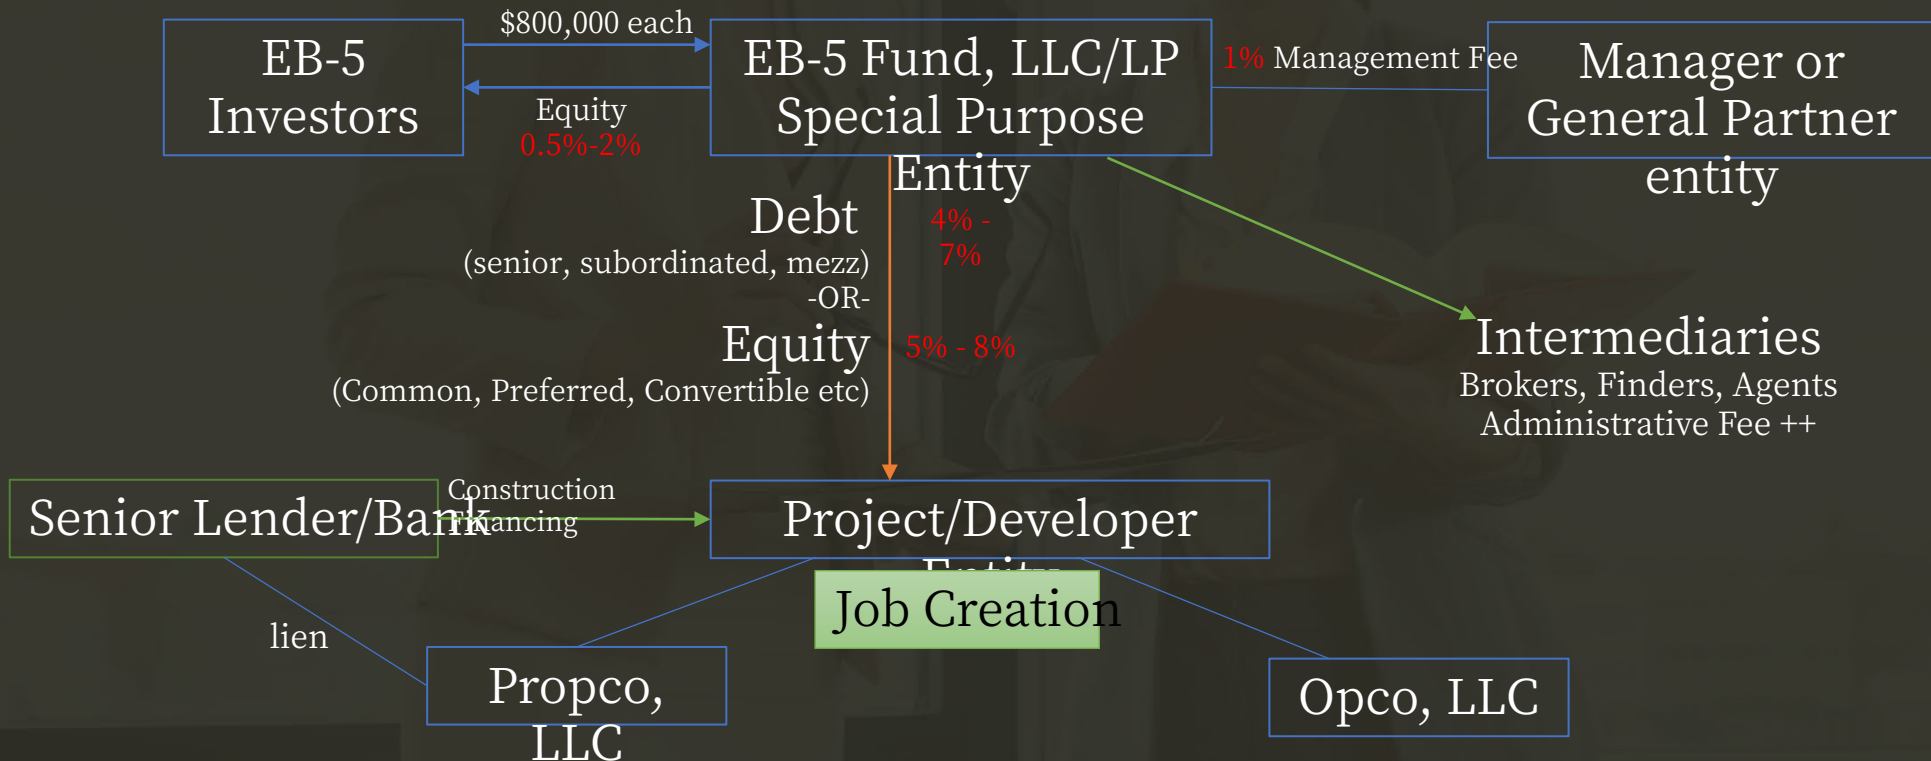 $800,000 each
EB-5
Investors
EB-5 Fund, LLC/LP
Special Purpose
Entity
1% Management Fee
Manager or
General Partner
entity
Equity
0.5%-2%
Debt
(senior, subordinated, mezz)
-OR-
Equity
(Common, Preferred, Convertible etc)
4% -
7%
5% - 8%
Intermediaries
Brokers, Finders, Agents
Administrative Fee ++
Senior Lender/Bank
Construction
Financing
Project/Developer
Entity
Job Creation
lien
Propco,
LLC
Opco, LLC